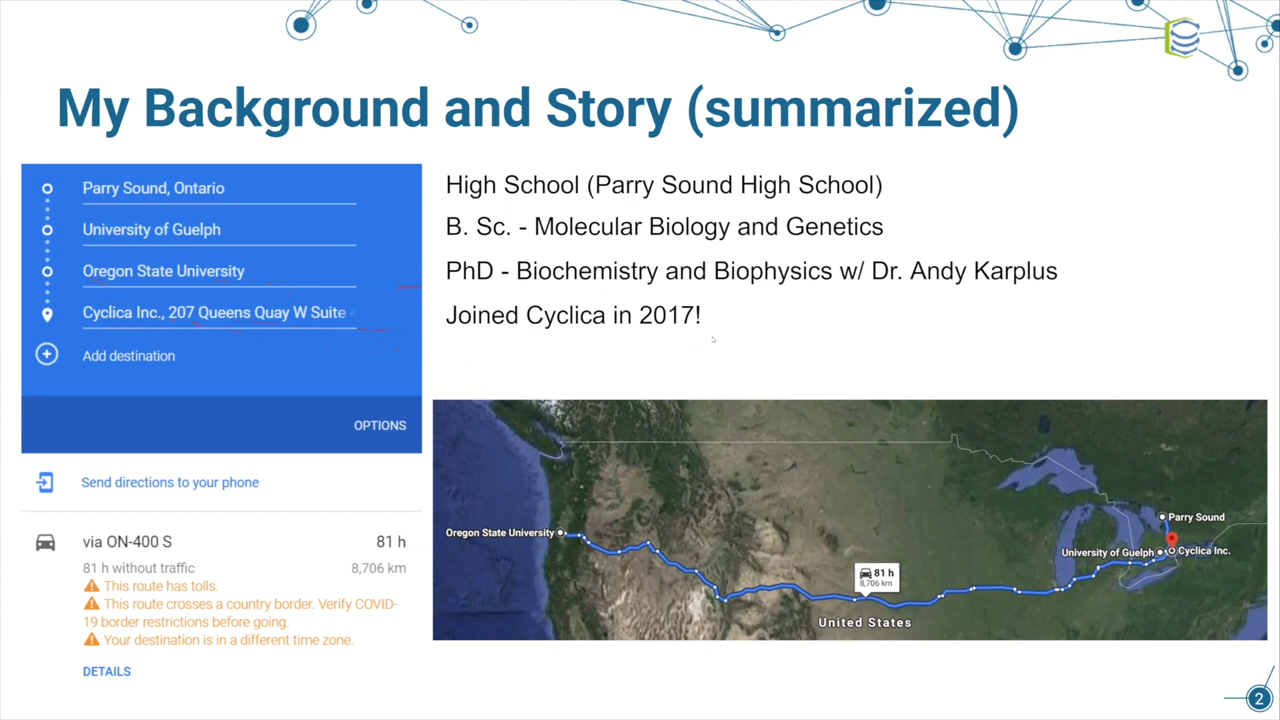 My Background and Story (summarized)
Parry Sound, Ontario
University of Guelph
Oregon State University
Cyclica Inc., 207 Queens Quay W Suite
Add destination
OPTIONS
Send directions to your phone
via ON-400 S 81 h
81 h without traffic 8,706 km
This route has tolls.
This route crosses a country border. Verify COVID-
19 border restrictions before going.
Your destination is in a different time zone.
DETAILS
High School (Parry Sound High School)
B. Sc. - Molecular Biology and Genetics
PhD - Biochemistry and Biophysics w/ Dr. Andy Karplus
Joined Cyclica in 2017!
Parry Sound
Oregon State University
University of Guelph
Cyclica Inc.
81 h
8,706 km
United States
2